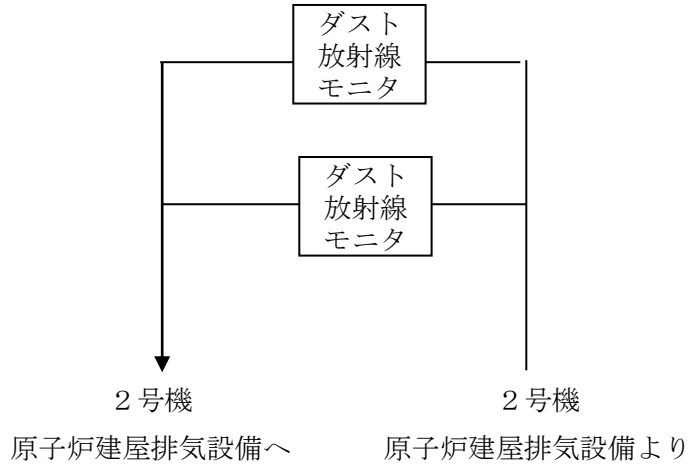 ダスト
放射線
モニタ
ダスト
放射線
モニタ
２号機
原子炉建屋排気設備へ
２号機
原子炉建屋排気設備より